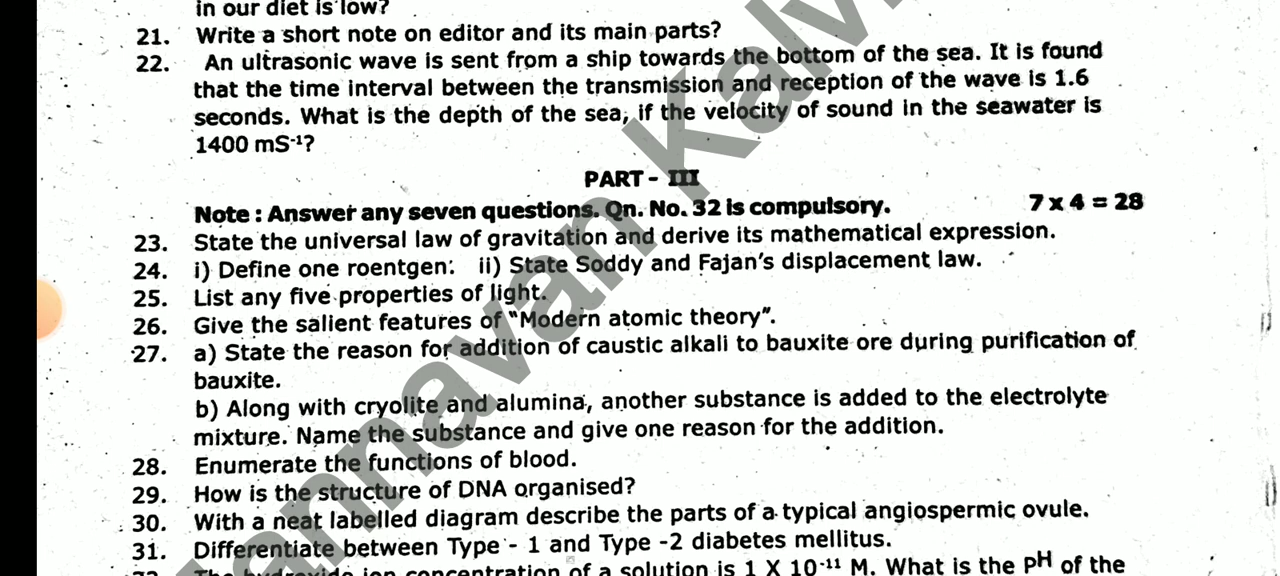 in our diet is low?
21. Write a short note on editor and its main parts?
22. An ultrasonic wave is sent from a ship towards the bottom of the sea. It is found
that the time interval between the transmission and reception of the wave is 1.6
seconds. What is the depth of the sea, if the velocity of sound in the seawater is
1400 mS⁻¹?
PART - III
Note : Answer any seven questions. Qn. No. 32 is compulsory. 7 x 4 = 28
23. State the universal law of gravitation and derive its mathematical expression.
24. i) Define one roentgen. ii) State Soddy and Fajan's displacement law.
25. List any five properties of light.
26. Give the salient features of "Modern atomic theory".
27. a) State the reason for addition of caustic alkali to bauxite ore during purification of
bauxite.
b) Along with cryolite and alumina, another substance is added to the electrolyte
mixture. Name the substance and give one reason for the addition.
28. Enumerate the functions of blood.
29. How is the structure of DNA organised?
30. With a neat labelled diagram describe the parts of a typical angiospermic ovule.
31. Differentiate between Type - 1 and Type -2 diabetes mellitus.
ion concentration of a solution is 1 X 10⁻¹¹ M. What is the Pᴴ of the